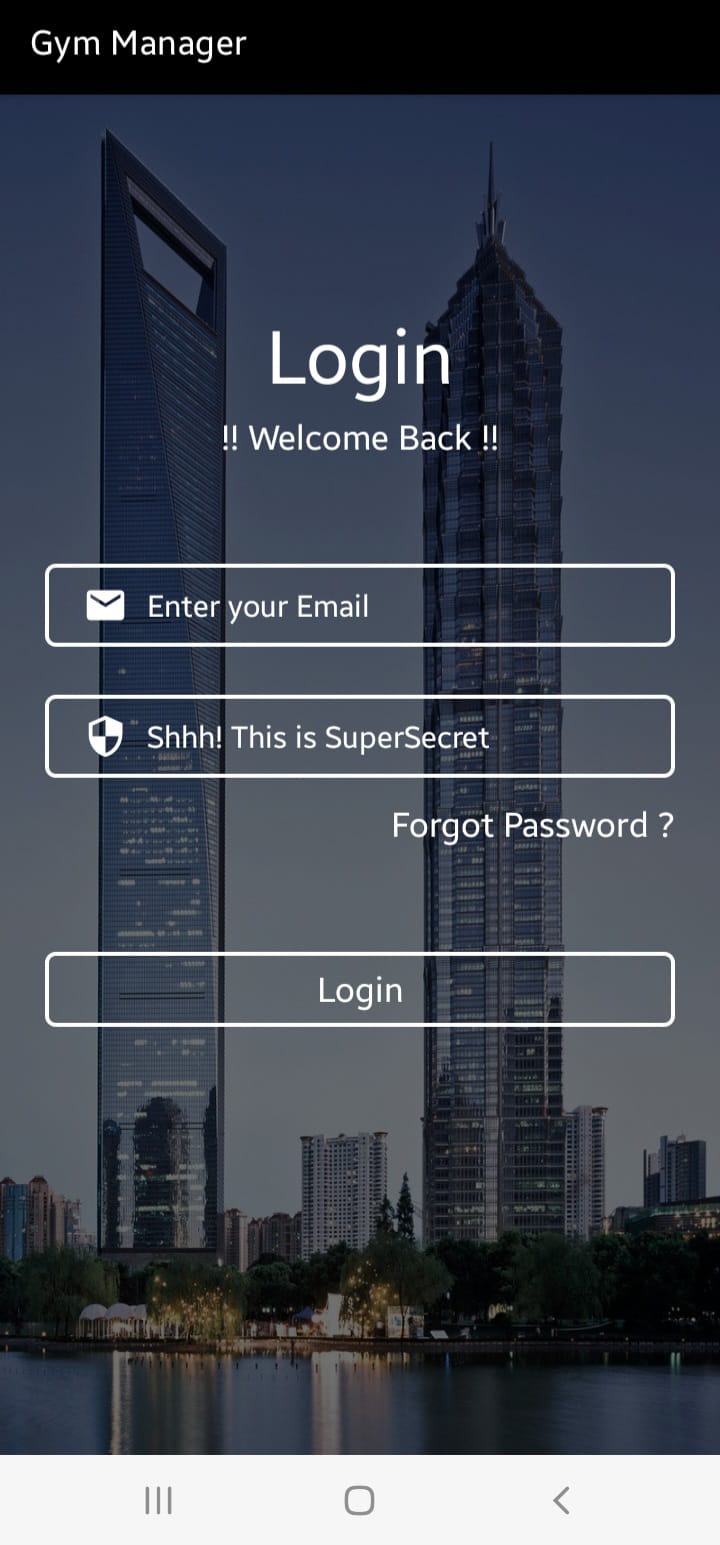 Gym Manager
Login
!! Welcome Back !!
Enter your Email
Shhh! This is SuperSecret
Forgot Password ?
Login